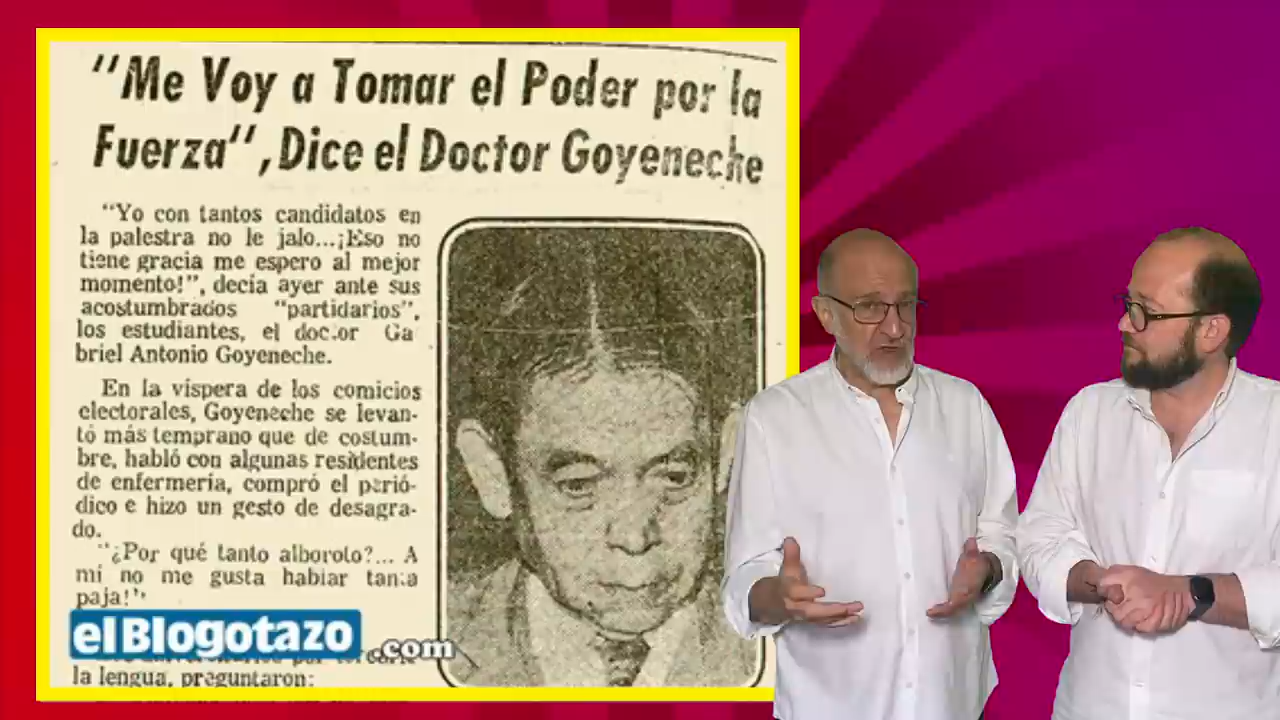 "Me Voy a Tomar el Poder por la
Fuerza", Dice el Doctor Goyeneche
"Yo con tantos candidatos en
la palestra no le jalo...¡Eso no
tiene gracia me espero al mejor
momento!", decía ayer ante sus
acostumbrados "partidarios",
los estudiantes, el doctor Ga
briel Antonio Goyeneche.
En la víspera de los comicios
electorales, Goyeneche se levan-
tó más temprano que de costum-
bre, habló con algunas residentes
de enfermería, compró el perió-
dico e hizo un gesto de desagra-
do.
"¿Por qué tanto alboroto?... A
mí no me gusta hablar tanta
paja!"
elBlogotazo.com
la lengua, preguntaron: